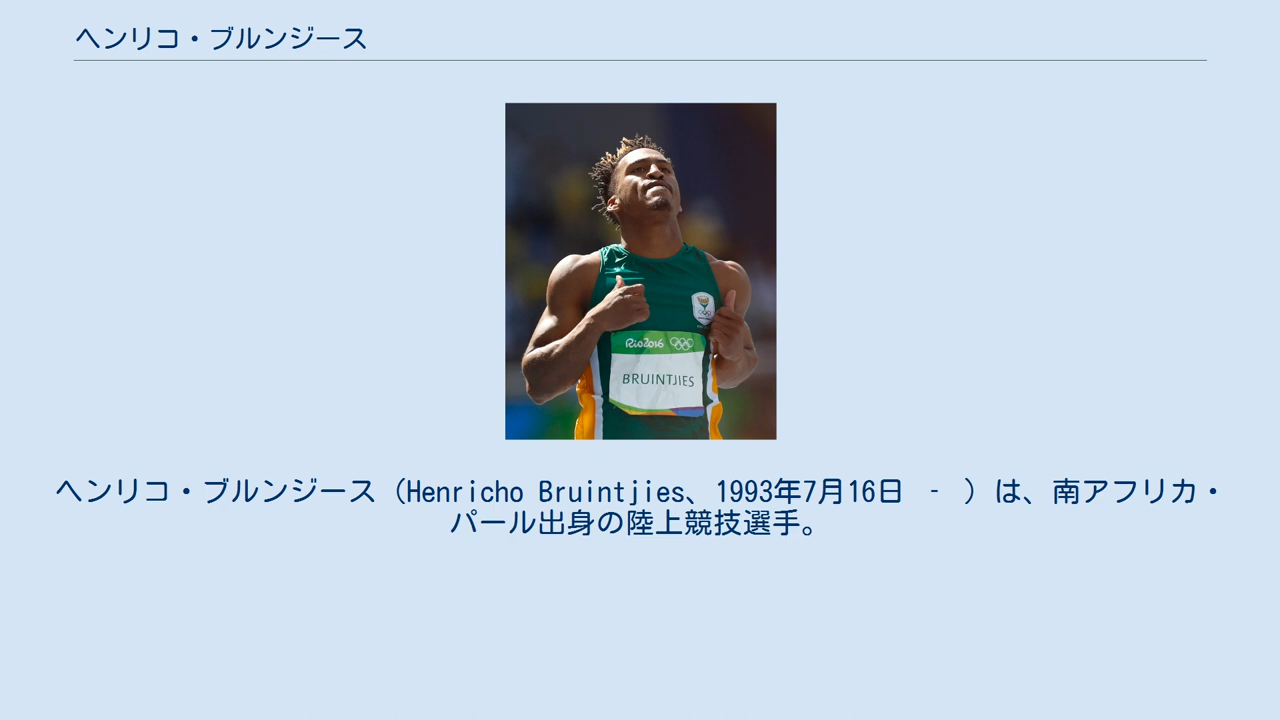 ヘンリコ・ブルンジース
Rio2016
BRUINTJIES
ヘンリコ・ブルンジース（Henricho Bruintjies、1993年7月16日 - ）は、南アフリカ・
パール出身の陸上競技選手。